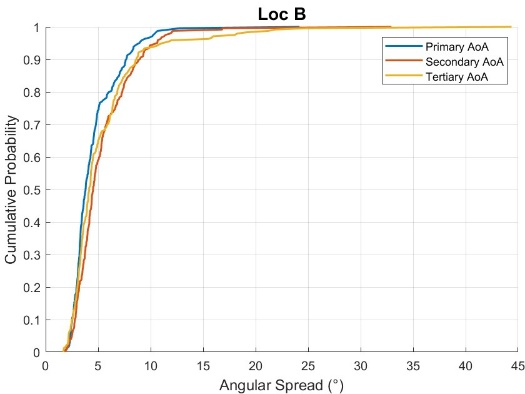 Loc B
Primary AoA
Secondary AoA
Tertiary AoA
Cumulative Probability
1
0.9
0.8
0.7
0.6
0.5
0.4
0.3
0.2
0.1
0
0 5 10 15 20 25 30 35 40 45
Angular Spread (°)